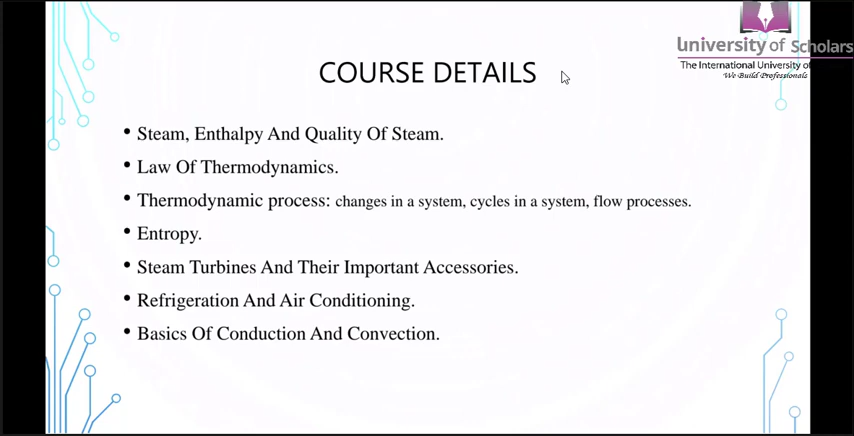 University of Scholars
The International University of
We Build Professionals
COURSE DETAILS
• Steam, Enthalpy And Quality Of Steam.
• Law Of Thermodynamics.
• Thermodynamic process: changes in a system, cycles in a system, flow processes.
• Entropy.
• Steam Turbines And Their Important Accessories.
• Refrigeration And Air Conditioning.
• Basics Of Conduction And Convection.